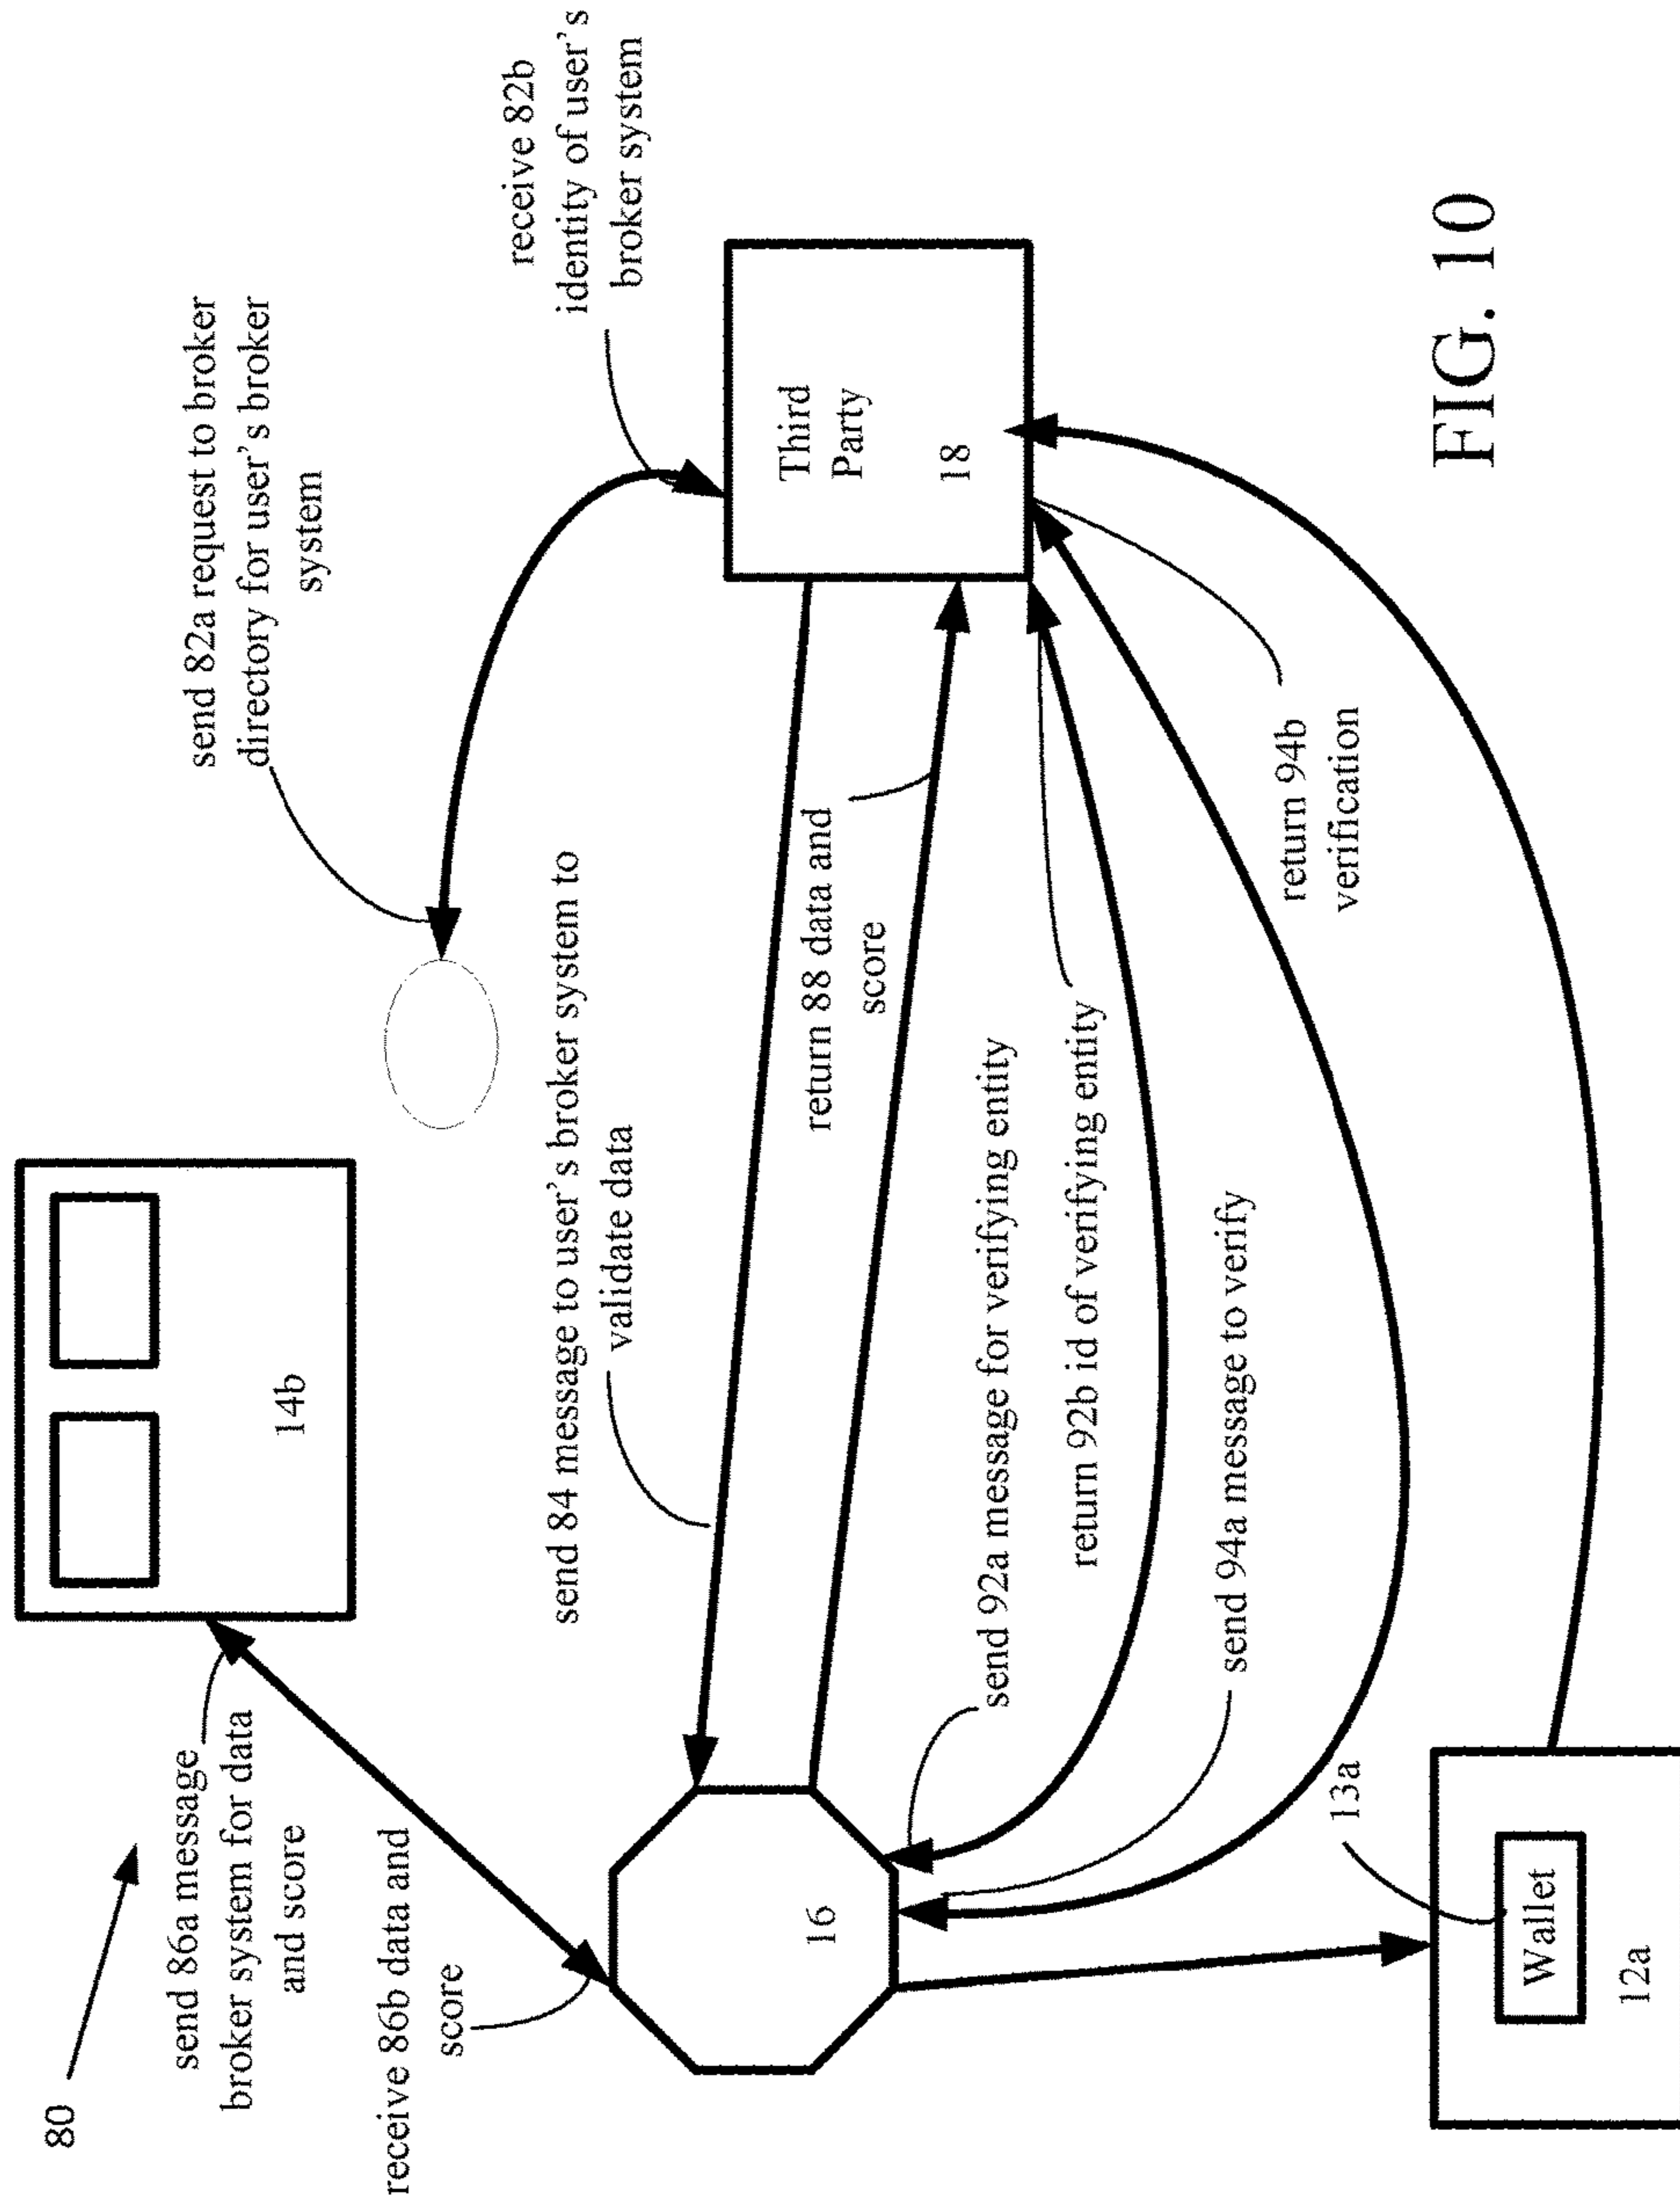 80
send 86a message
broker system for data
and score
receive 86b data and
score
14b
send 82a request to broker
directory for user's broker
system
receive 82b
identity of user's
broker system
send 84 message to user's broker system to
validate data
return 88 data and
score
Third
Party
18
16
send 92a message for verifying entity
return 92b id of verifying entity
send 94a message to verify
return 94b
verification
13a
Wallet
12a
FIG. 10